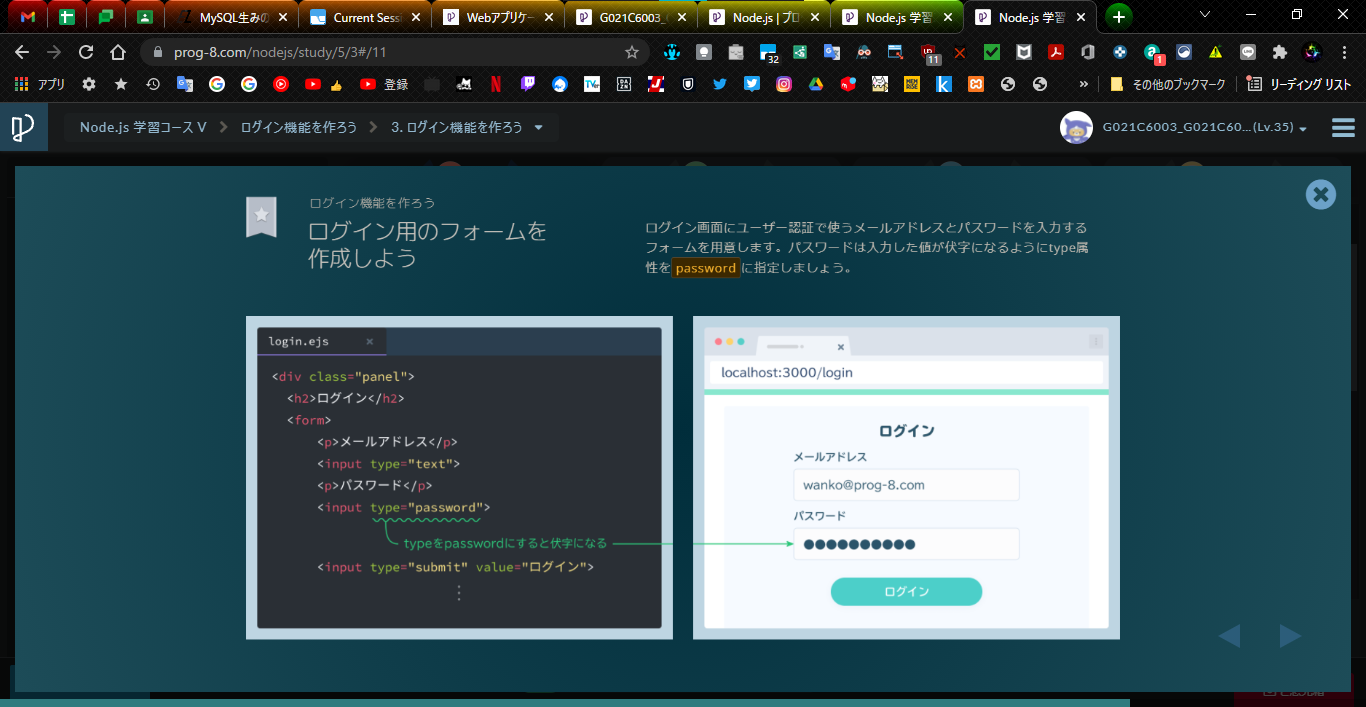 MySQL生みの
Current Sess
Webアプリケー
G021C6003_
Node.js | プロ
Node.js 学習
Node.js 学習
prog-8.com/nodejs/study/5/3#/11
32
11
1
アプリ
登録
その他のブックマーク
リーディング リスト
Node.js 学習コース V
ログイン機能を作ろう
3. ログイン機能を作ろう
G021C6003_G021C60...(Lv.35)
ログイン機能を作ろう
ログイン用のフォームを
作成しよう
ログイン画面にユーザー認証で使うメールアドレスとパスワードを入力する
フォームを用意します。パスワードは入力した値が伏字になるようにtype属
性を password に指定しましょう。
login.ejs
<div class="panel">
<h2>ログイン</h2>
<form>
<p>メールアドレス</p>
<input type="text">
<p>パスワード</p>
<input type="password">
typeをpasswordにすると伏字になる
<input type="submit" value="ログイン">
localhost:3000/login
ログイン
メールアドレス
wanko@prog-8.com
パスワード
●●●●●●●●●●
ログイン